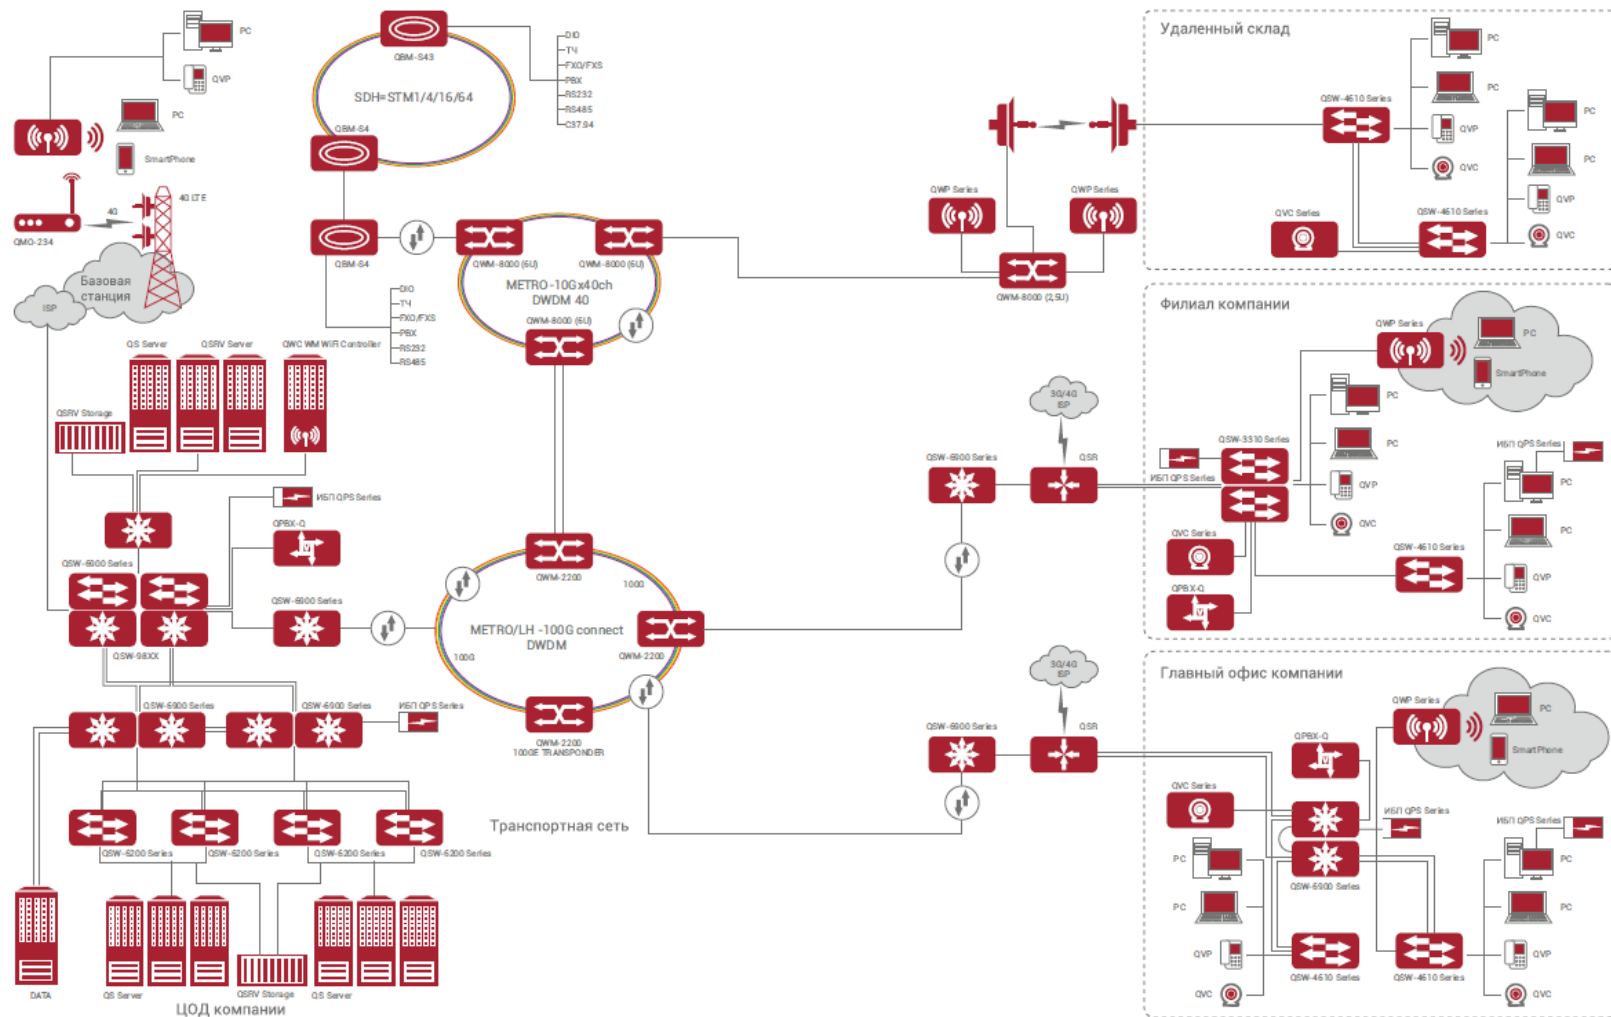 PC
QVP
PC
SmartPhone
4G LTE
4G
QMO-234
Базовая
станция
ISP
QBM-S43
SDH=STM1/4/16/64
DIO
ТЧ
FXO/FXS
PBX
RS232
RS485
C37.94
QBM-S4
QBM-S4
QWM-8000 (6U)
QWM-8000 (6U)
METRO -10Gx40ch
DWDM 40
QWM-8000 (6U)
DIO
ТЧ
FXO/FXS
PBX
RS232
RS485
QWP Series
QWP Series
QWM-8000 (2,5U)
Удаленный склад
QSW-4610 Series
PC
PC
QVP
QVC
PC
PC
QVP
QVC
QSW-4610 Series
QVC Series
QS Server
QSRV Server
QWC WM WiFi Controller
QSRV Storage
ИБП QPS Series
QPBX-Q
QSW-6900 Series
QSW-6900 Series
QSW-98XX
QSW-6900 Series
QSW-6900 Series
ИБП QPS Series
QSW-6200 Series
QSW-6200 Series
QSW-6200 Series
QSW-6200 Series
DATA
QS Server
QSRV Storage
QS Server
ЦОД компании
QWM-2200
100G
METRO/LH -100G connect
DWDM
100G
QWM-2200
QWM-2200
100GE TRANSPONDER
Транспортная сеть
3G/4G
ISP
QSW-6900 Series
QSR
3G/4G
ISP
QSW-6900 Series
QSR
Филиал компании
QWP Series
PC
SmartPhone
PC
PC
QVP
QVC
QSW-3310 Series
ИБП QPS Series
QVC Series
QPBX-Q
QSW-4610 Series
ИБП QPS Series
PC
PC
QVP
QVC
Главный офис компании
QWP Series
PC
SmartPhone
QPBX-Q
QVC Series
ИБП QPS Series
QSW-6900 Series
PC
PC
QVP
QVC
QSW-4610 Series
QSW-4610 Series
ИБП QPS Series
PC
PC
QVP
QVC